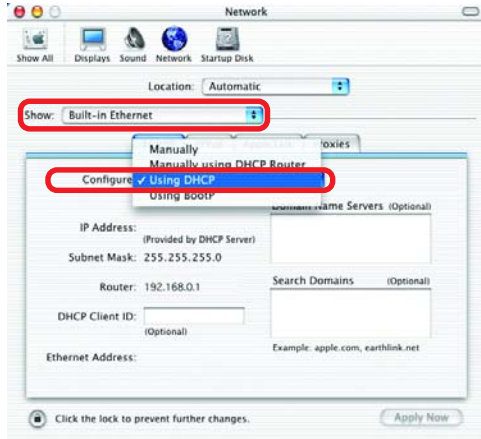 Network
Show All Displays Sound Network Startup Disk
Location: Automatic
Show: Built-in Ethernet
Proxies
Manually
Manually using DHCP Router
Configure ✓ Using DHCP
Using BootP
Domain Name Servers (Optional)
IP Address:
(Provided by DHCP Server)
Subnet Mask: 255.255.255.0
Router: 192.168.0.1
Search Domains (Optional)
DHCP Client ID:
(Optional)
Example: apple.com, earthlink.net
Ethernet Address:
Click the lock to prevent further changes.
Apply Now